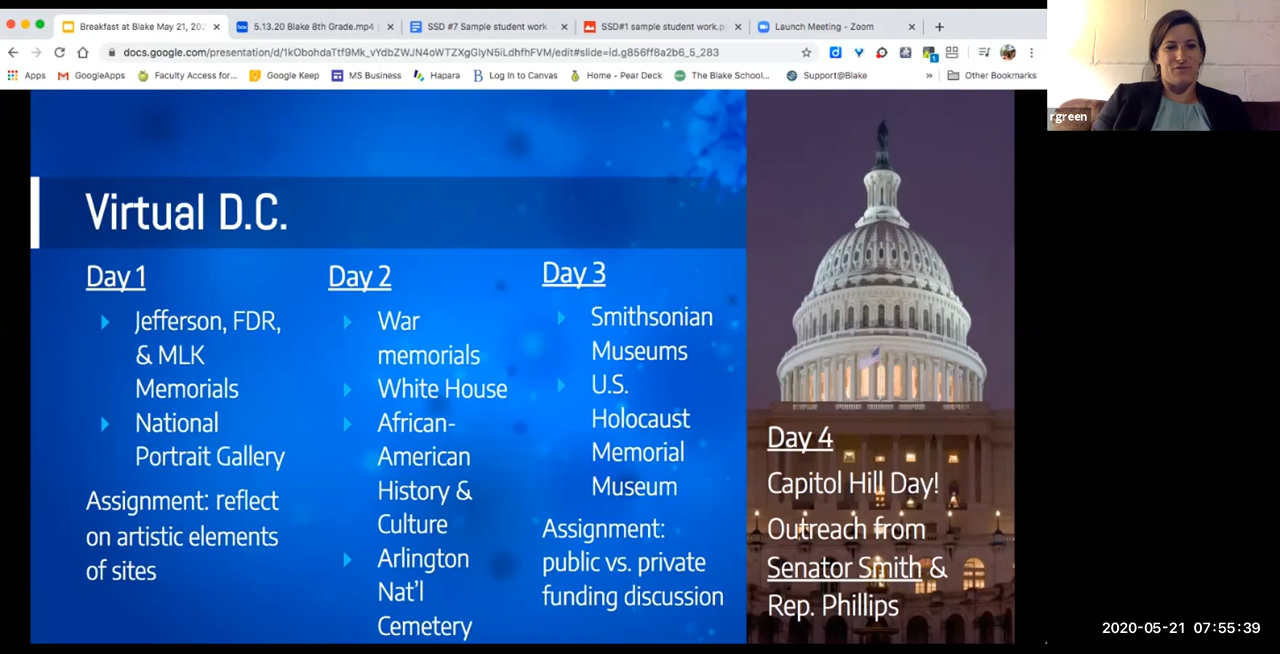 Breakfast at Blake May 21, 202
5.13.20 Blake 8th Grade.mp4
SSD #7 Sample student work
SSD#1 sample student work.p
Launch Meeting - Zoom
docs.google.com/presentation/d/1kObohdaTtf9Mk_vYdbZWJN4oWTZXgGlyN5iLdhfhFVM/edit#slide=id.g856ff8a2b6_5_283
Apps
GoogleApps
Faculty Access for...
Google Keep
MS Business
Hapara
Log In to Canvas
Home - Pear Deck
The Blake School...
Support@Blake
»
Other Bookmarks
rgreen
Virtual D.C.
Day 1
Jefferson, FDR,
& MLK
Memorials
National
Portrait Gallery
Assignment: reflect
on artistic elements
of sites
Day 2
War
memorials
White House
African-
American
History &
Culture
Arlington
Nat'l
Cemetery
Day 3
Smithsonian
Museums
U.S.
Holocaust
Memorial
Museum
Assignment:
public vs. private
funding discussion
Day 4
Capitol Hill Day!
Outreach from
Senator Smith &
Rep. Phillips
2020-05-21 07:55:39